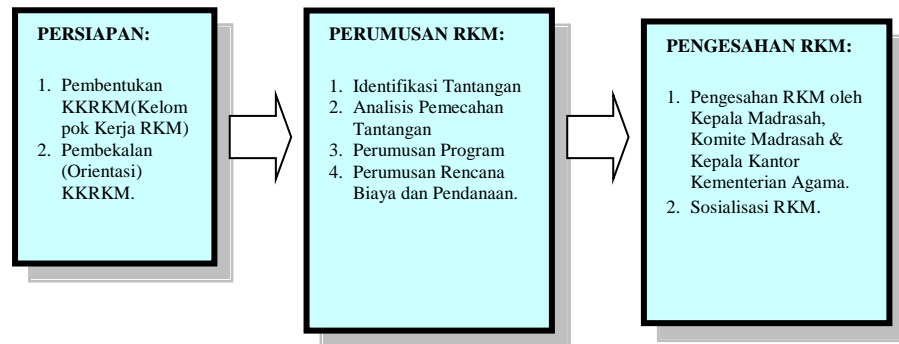 PERSIAPAN:
1. Pembentukan
KKRKM(Kelom
pok Kerja RKM)
2. Pembekalan
(Orientasi)
KKRKM.
PERUMUSAN RKM:
1. Identifikasi Tantangan
2. Analisis Pemecahan
Tantangan
3. Perumusan Program
4. Perumusan Rencana
Biaya dan Pendanaan.
PENGESAHAN RKM:
1. Pengesahan RKM oleh
Kepala Madrasah,
Komite Madrasah &
Kepala Kantor
Kementerian Agama.
2. Sosialisasi RKM.